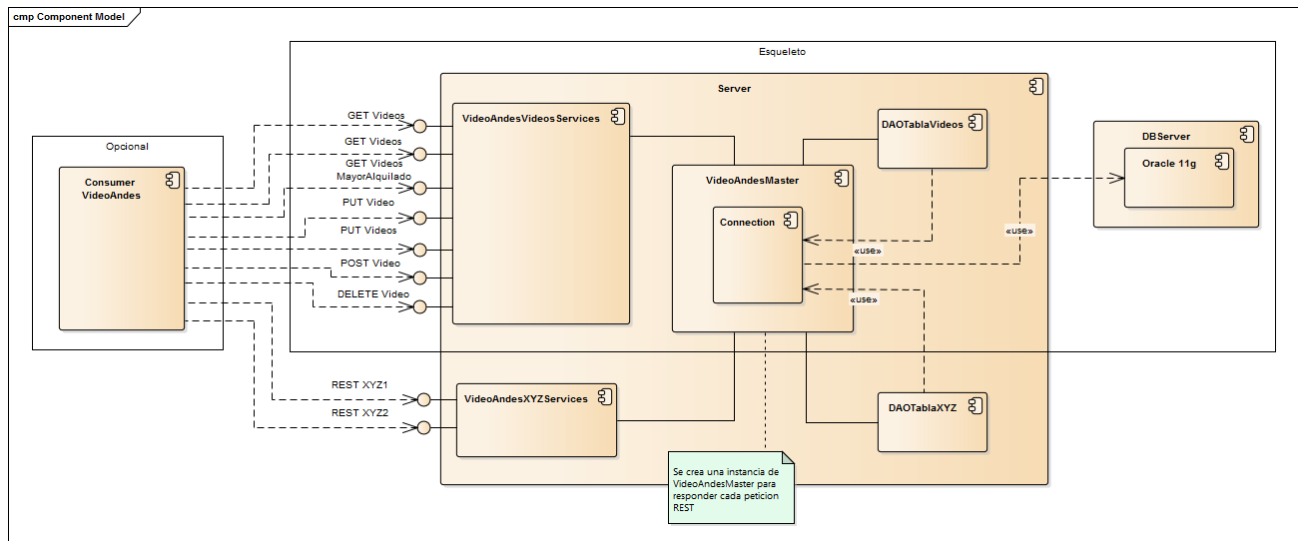 cmp Component Model
Esqueleto
Server
GET Videos
VideoAndesVideosServices
DAOTablaVideos
DBServer
Opcional
GET Videos
Oracle 11g
GET Videos
MayorAlquilado
Consumer
VideoAndes
VideoAndesMaster
PUT Video
Connection
PUT Videos
«use»
«use»
POST Video
DELETE Video
«use»
REST XYZ1
VideoAndesXYZServices
DAOTablaXYZ
REST XYZ2
Se crea una instancia de
VideoAndesMaster para
responder cada peticion
REST